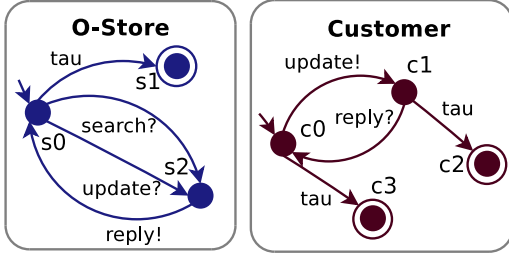 O-Store
tau
s1
search?
s0
s2
update?
reply!
Customer
update!
c1
c0
reply?
tau
c2
c3
tau